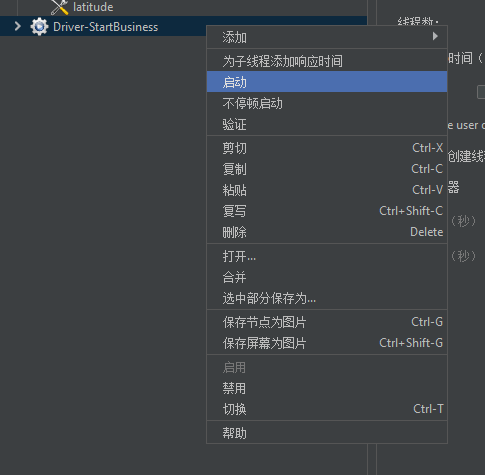 latitude
Driver-StartBusiness
线程数:
添加
时间（
为子线程添加响应时间
启动
不停顿启动
e user c
验证
剪切 Ctrl-X
创建线
复制 Ctrl-C
粘贴 Ctrl-V
器
复写 Ctrl+Shift-C
（秒）
删除 Delete
打开...
（秒）
合并
选中部分保存为...
保存节点为图片 Ctrl-G
保存屏幕为图片 Ctrl+Shift-G
启用
禁用
切换 Ctrl-T
帮助